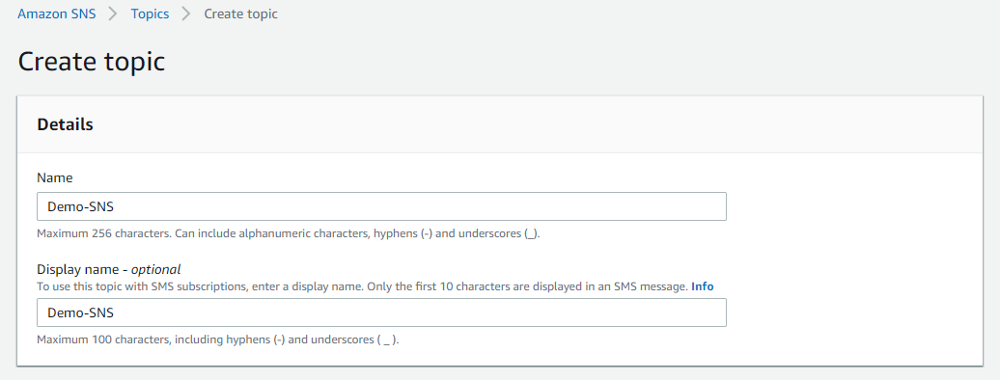 Amazon SNS > Topics > Create topic
Create topic
Details
Name
Demo-SNS
Maximum 256 characters. Can include alphanumeric characters, hyphens (-) and underscores (_).
Display name - optional
To use this topic with SMS subscriptions, enter a display name. Only the first 10 characters are displayed in an SMS message. Info
Demo-SNS
Maximum 100 characters, including hyphens (-) and underscores ( _ ).